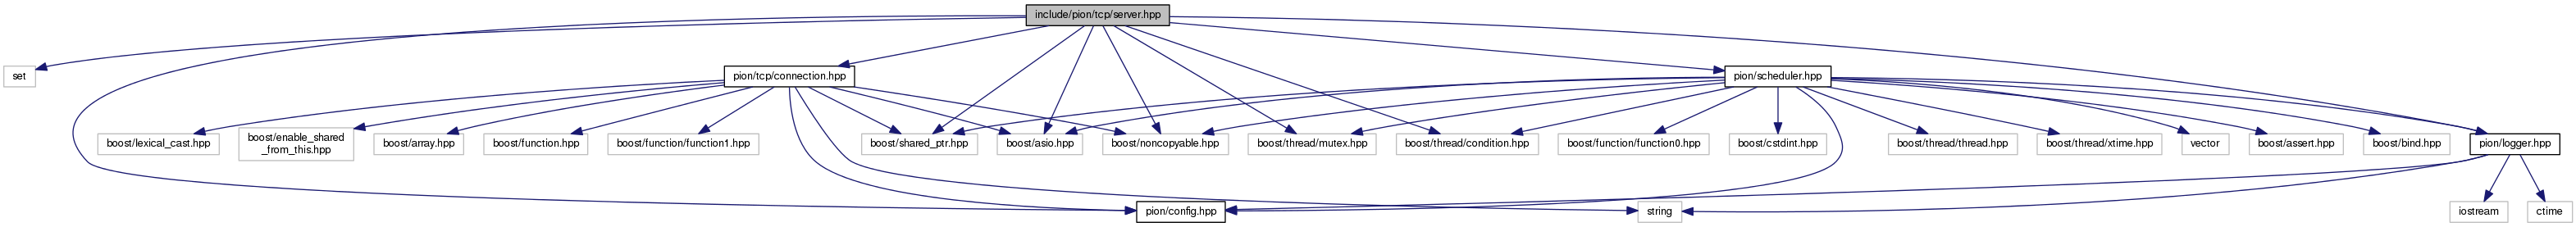 include/pion/tcp/server.hpp
set
pion/tcp/connection.hpp
pion/scheduler.hpp
boost/lexical_cast.hpp
boost/enable_shared
_from_this.hpp
boost/array.hpp
boost/function.hpp
boost/function/function1.hpp
boost/shared_ptr.hpp
boost/asio.hpp
boost/noncopyable.hpp
boost/thread/mutex.hpp
boost/thread/condition.hpp
boost/function/function0.hpp
boost/cstdint.hpp
boost/thread/thread.hpp
boost/thread/xtime.hpp
vector
boost/assert.hpp
boost/bind.hpp
pion/logger.hpp
pion/config.hpp
string
iostream
ctime